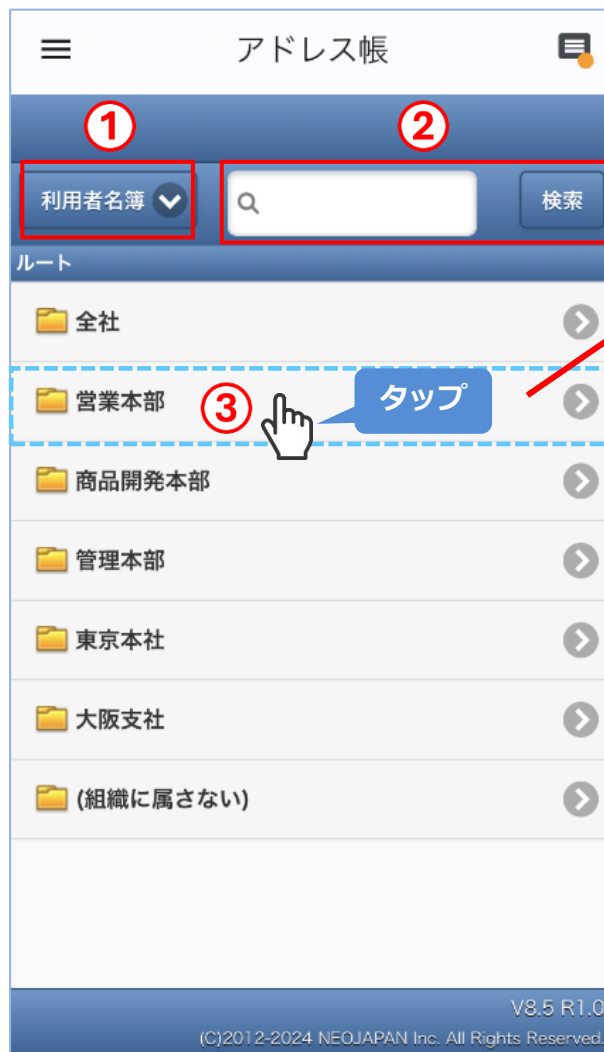 アドレス帳
① ②
利用者名簿 検索
ルート
全社
営業本部 ③ タップ
商品開発本部
管理本部
東京本社
大阪支社
(組織に属さない)
V8.5 R1.0
(C)2012-2024 NEOJAPAN Inc. All Rights Reserved.